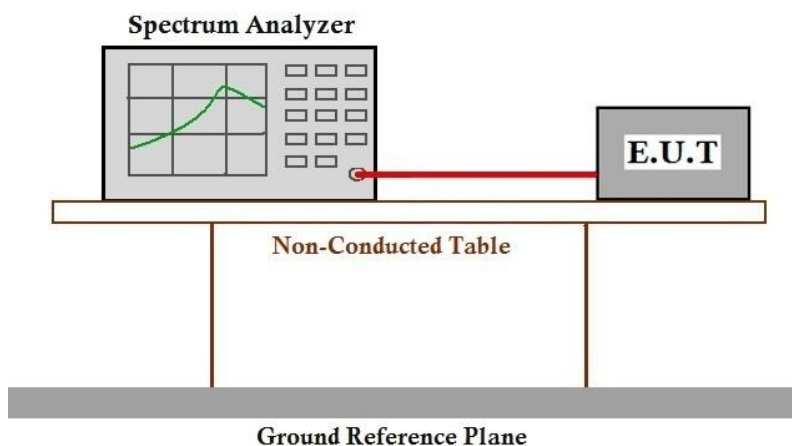 Spectrum Analyzer
E.U.T
Non-Conducted Table
Ground Reference Plane